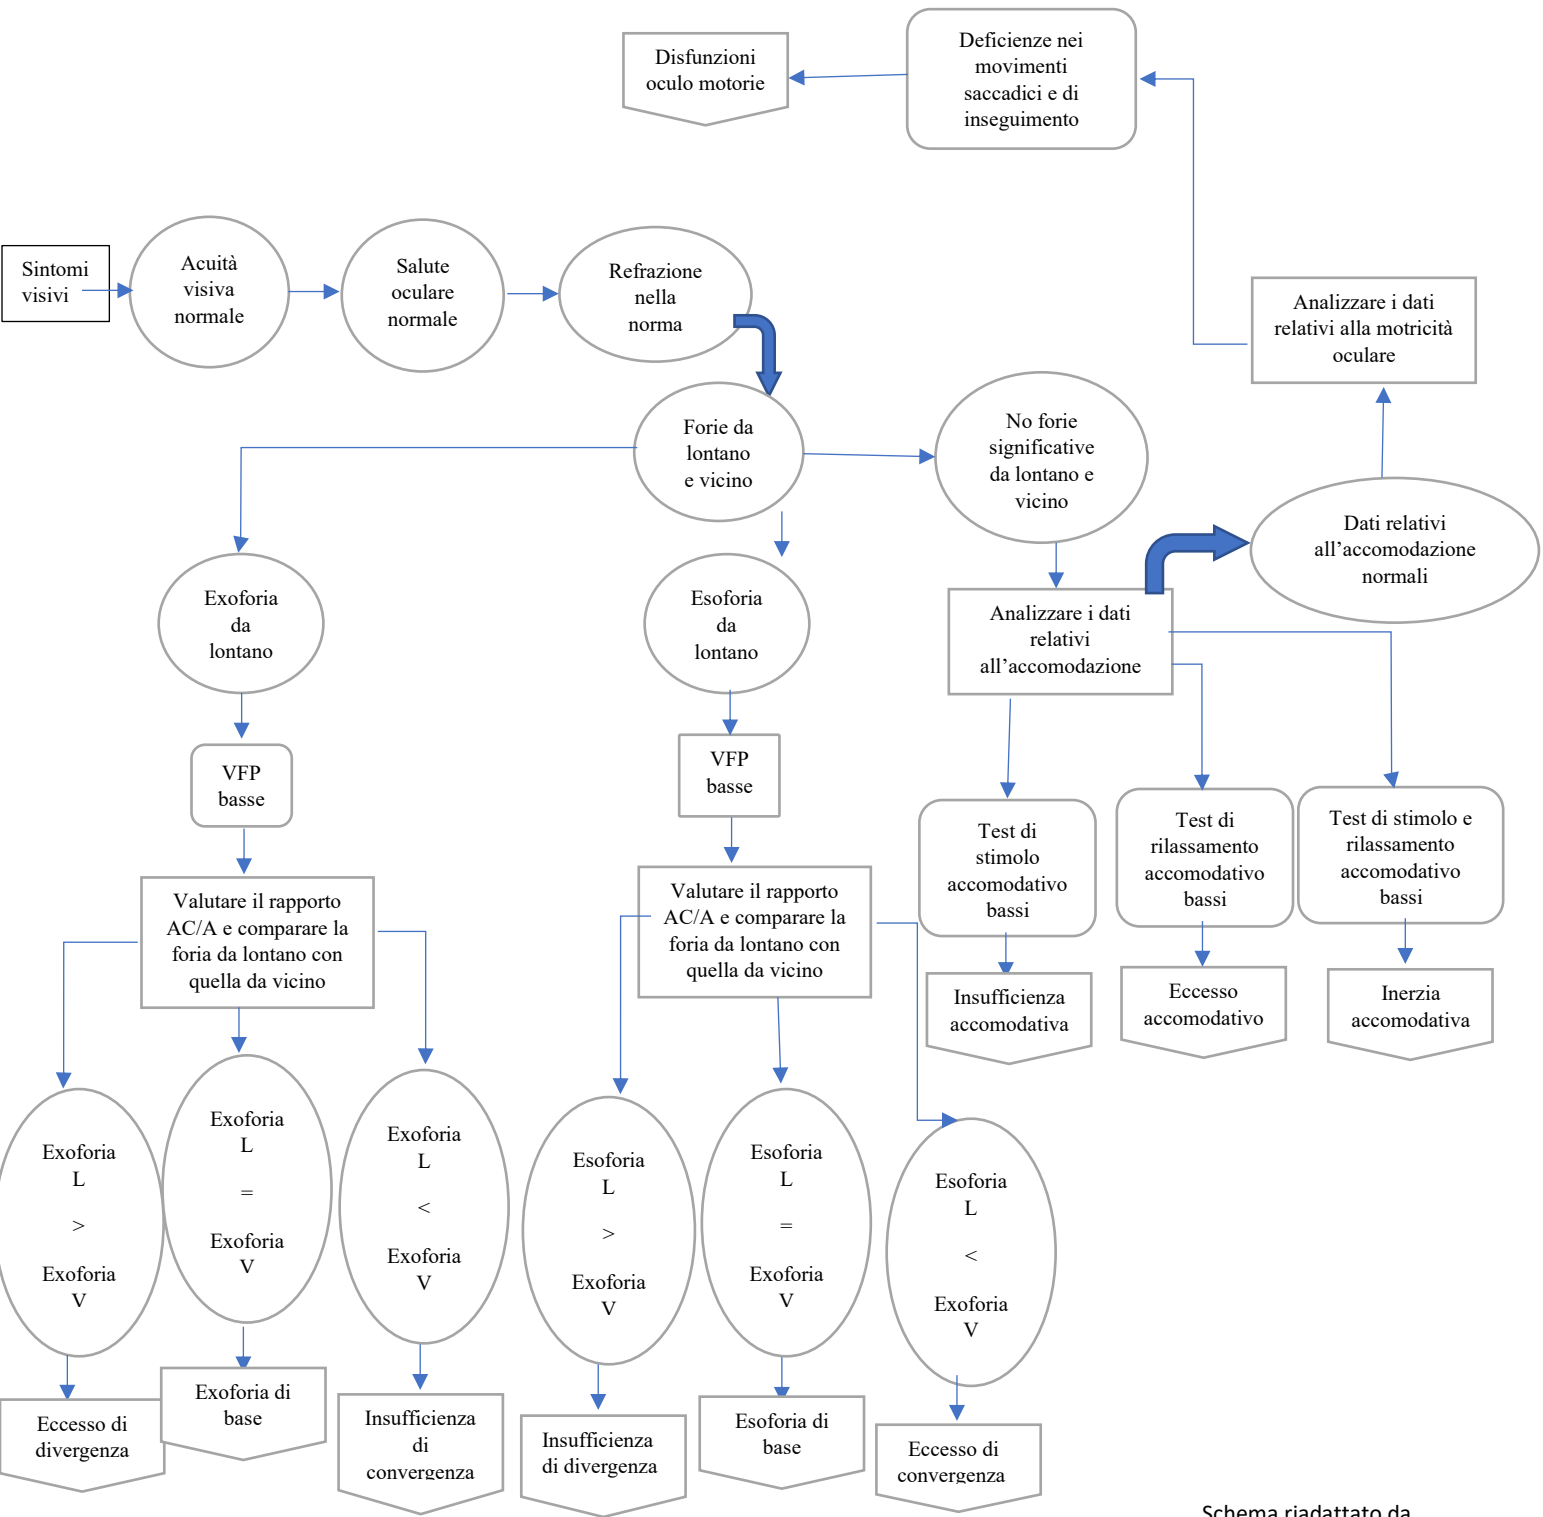 Disfunzioni
oculo motorie
Deficienze nei
movimenti
saccadici e di
inseguimento
Sintomi
visivi
Acuità
visiva
normale
Salute
oculare
normale
Refrazione
nella
norma
Analizzare i dati
relativi alla motricità
oculare
Forie da
lontano
e vicino
No forie
significative
da lontano e
vicino
Dati relativi
all’accomodazione
normali
Exoforia
da
lontano
Esoforia
da
lontano
Analizzare i dati
relativi
all’accomodazione
VFP
basse
VFP
basse
Test di
stimolo
accomodativo
bassi
Test di
rilassamento
accomodativo
bassi
Test di stimolo e
rilassamento
accomodativo
bassi
Valutare il rapporto
AC/A e comparare la
foria da lontano con
quella da vicino
Valutare il rapporto
AC/A e comparare la
foria da lontano con
quella da vicino
Insufficienza
accomodativa
Eccesso
accomodativo
Inerzia
accomodativa
Exoforia
L
>
Exoforia
V
Exoforia
L
=
Exoforia
V
Exoforia
L
<
Exoforia
V
Esoforia
L
>
Exoforia
V
Esoforia
L
=
Exoforia
V
Esoforia
L
<
Exoforia
V
Eccesso di
divergenza
Exoforia di
base
Insufficienza
di
convergenza
Insufficienza
di divergenza
Esoforia di
base
Eccesso di
convergenza
Schema riadattato da